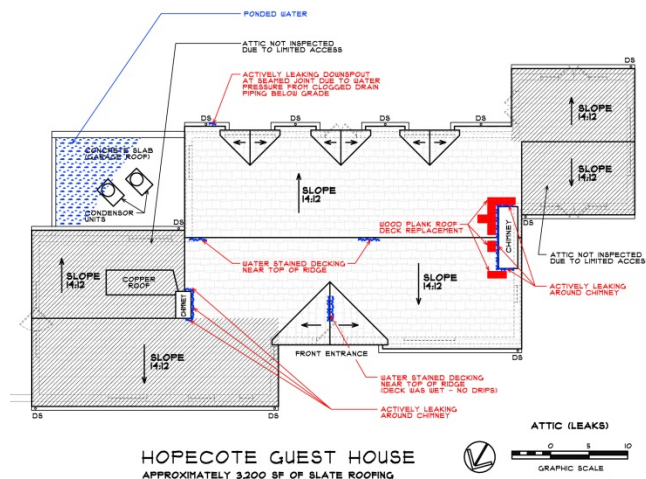 PONDED WATER
ATTIC NOT INSPECTED
DUE TO LIMITED ACCESS
ACTIVELY LEAKING DOWNSPOUT
AT SEAMED JOINT DUE TO WATER
PRESSURE FROM CLOGGED DRAIN
PIPING BELOW GRADE
DS
DS
DS
DS
DS
DS
SLOPE
14:12
CONCRETE SLAB
(GARAGE ROOF)
CONDENSOR
UNITS
SLOPE
14:12
SLOPE
14:12
WOOD PLANK ROOF
DECK REPLACEMENT
CHIMNEY
DS
DS
ATTIC NOT INSPECTED
DUE TO LIMITED ACCES
WATER STAINED DECKING
NEAR TOP OF RIDGE
SLOPE
14:12
COPPER
ROOF
CHIMNEY
SLOPE
14:12
ACTIVELY LEAKING
AROUND CHIMNEY
SLOPE
14:12
FRONT ENTRANCE
DS
WATER STAINED DECKING
NEAR TOP OF RIDGE
(DECK WAS WET - NO DRIPS)
DS
DS
ACTIVELY LEAKING
AROUND CHIMNEY
HOPECOTE GUEST HOUSE
APPROXIMATELY 3,200 SF OF SLATE ROOFING
ATTIC (LEAKS)
0 5 10
GRAPHIC SCALE